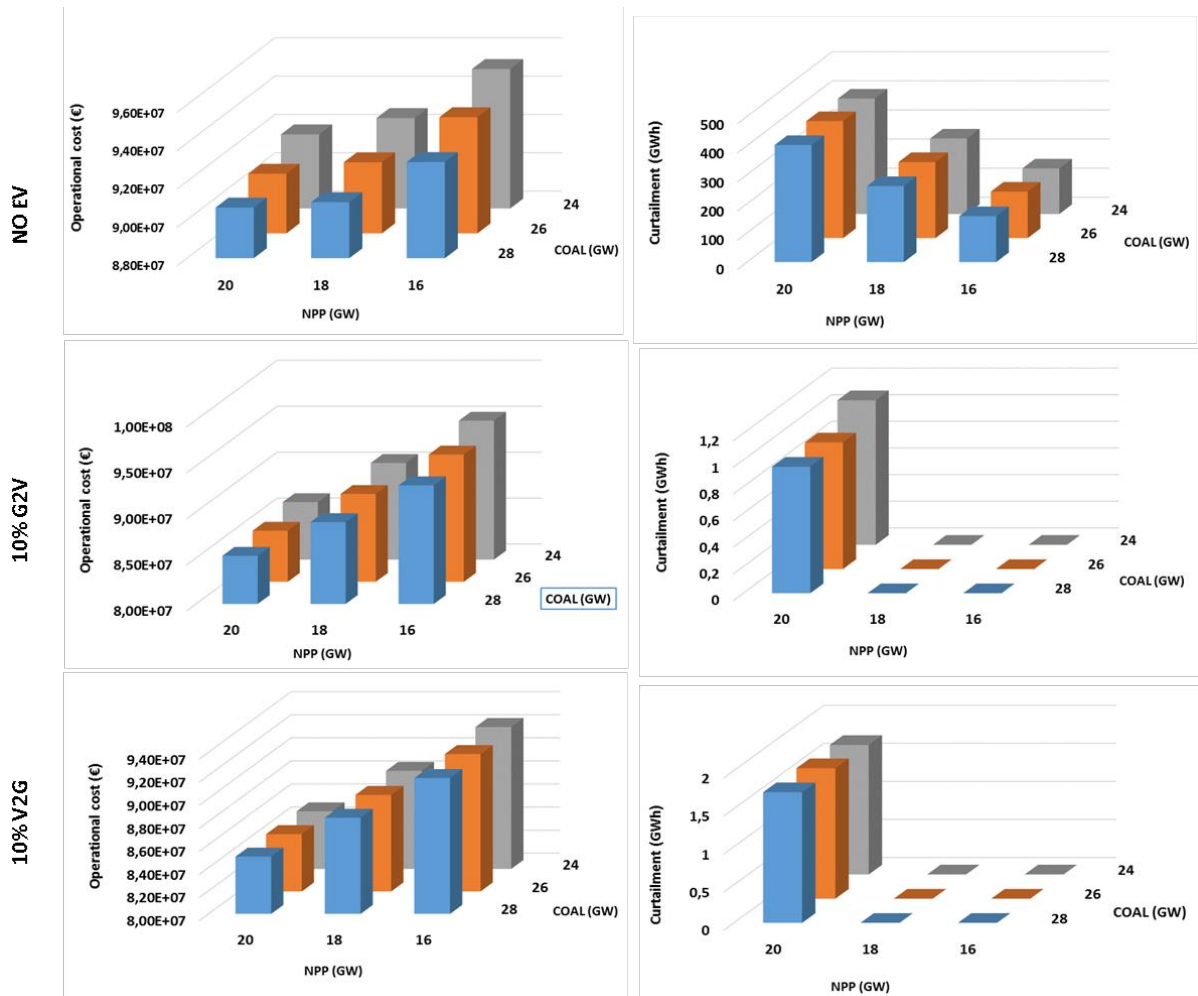 NO EV
Operational cost (€)
9,60E+07
9,40E+07
9,20E+07
9,00E+07
8,80E+07
20
18
16
NPP (GW)
28
26
24
COAL (GW)
Curtailment (GWh)
500
400
300
200
100
0
20
18
16
NPP (GW)
28
26
24
COAL (GW)
10% G2V
Operational cost (€)
1,00E+08
9,50E+07
9,00E+07
8,50E+07
8,00E+07
20
18
16
NPP (GW)
28
26
24
COAL (GW)
Curtailment (GWh)
1,2
1
0,8
0,6
0,4
0,2
0
20
18
16
NPP (GW)
28
26
24
COAL (GW)
10% V2G
Operational cost (€)
9,40E+07
9,20E+07
9,00E+07
8,80E+07
8,60E+07
8,40E+07
8,20E+07
8,00E+07
20
18
16
NPP (GW)
28
26
24
COAL (GW)
Curtailment (GWh)
2
1,5
1
0,5
0
20
18
16
NPP (GW)
28
26
24
COAL (GW)